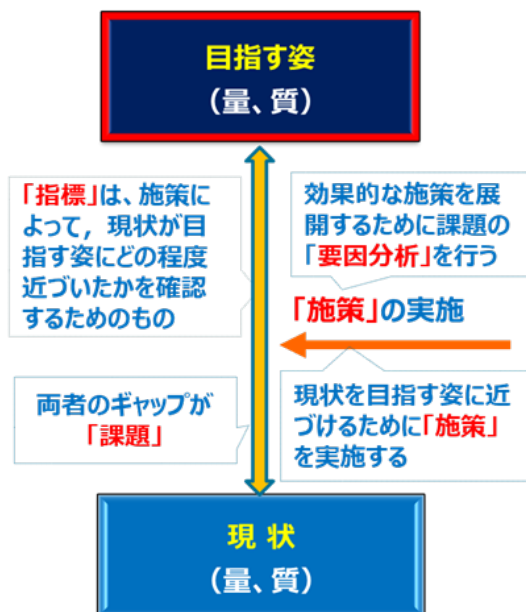 目指す姿
（量、質）
「指標」は、施策に
よって，現状が目
指す姿にどの程度
近づいたかを確認
するためのもの
効果的な施策を展
開するために課題の
「要因分析」を行う
「施策」の実施
両者のギャップが
「課題」
現状を目指す姿に近
づけるために「施策」
を実施する
現 状
（量、質）